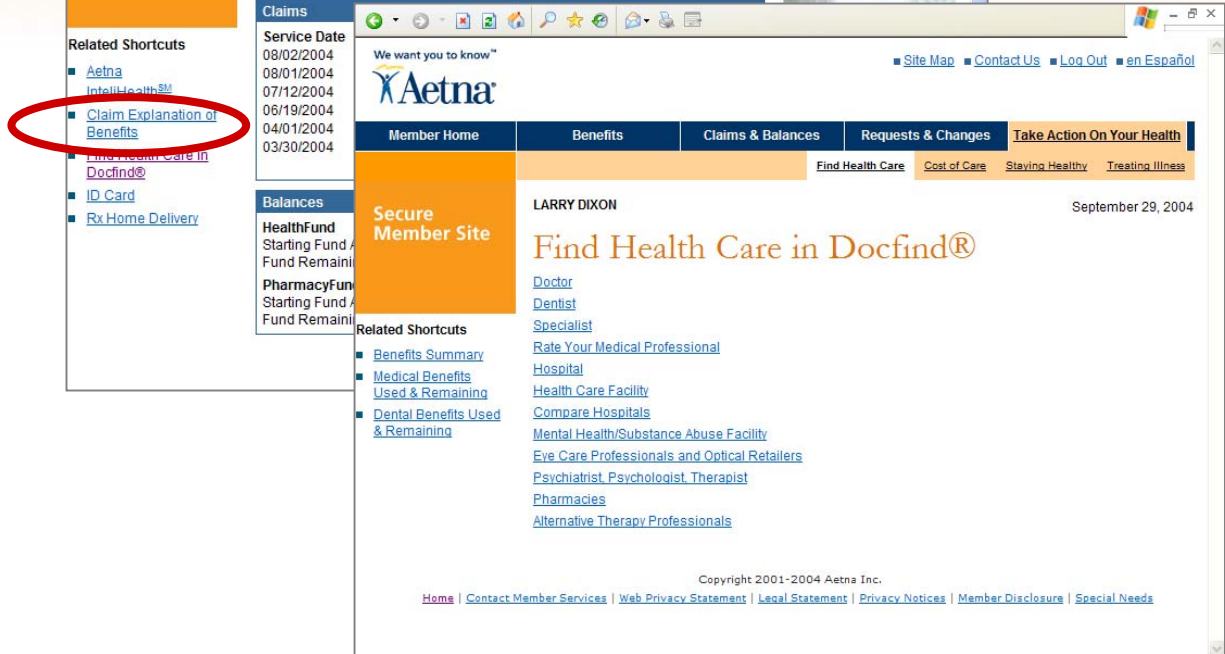 Related Shortcuts
Aetna
InteliHealth SM
Claim Explanation of
Benefits
Find Health Care in
Docfind®
ID Card
Rx Home Delivery
Claims
Service Date
08/02/2004
08/01/2004
07/12/2004
06/19/2004
04/01/2004
03/30/2004
Balances
HealthFund
Starting Fund
Fund
PharmacyFun
Starting Fund
Fund
We want you to know™
Aetna®
Site Map Contact Us Log Out en Español
Member Home Benefits Claims & Balances Requests & Changes Take Action On Your Health
Find Health Care Cost of Care Staying Healthy Treating Illness
Secure
Member Site
LARRY DIXON
September 29, 2004
Find Health Care in Docfind®
Doctor
Dentist
Specialist
Rate Your Medical Professional
Hospital
Health Care Facility
Compare Hospitals
Mental Health/Substance Abuse Facility
Eye Care Professionals and Optical Retailers
Psychiatrist, Psychologist, Therapist
Pharmacies
Alternative Therapy Professionals
Related Shortcuts
Benefits Summary
Medical Benefits
Used & Remaining
Dental Benefits Used
& Remaining
Copyright 2001-2004 Aetna Inc.
Home | Contact Member Services | Web Privacy Statement | Legal Statement | Privacy Notices | Member Disclosure | Special Needs